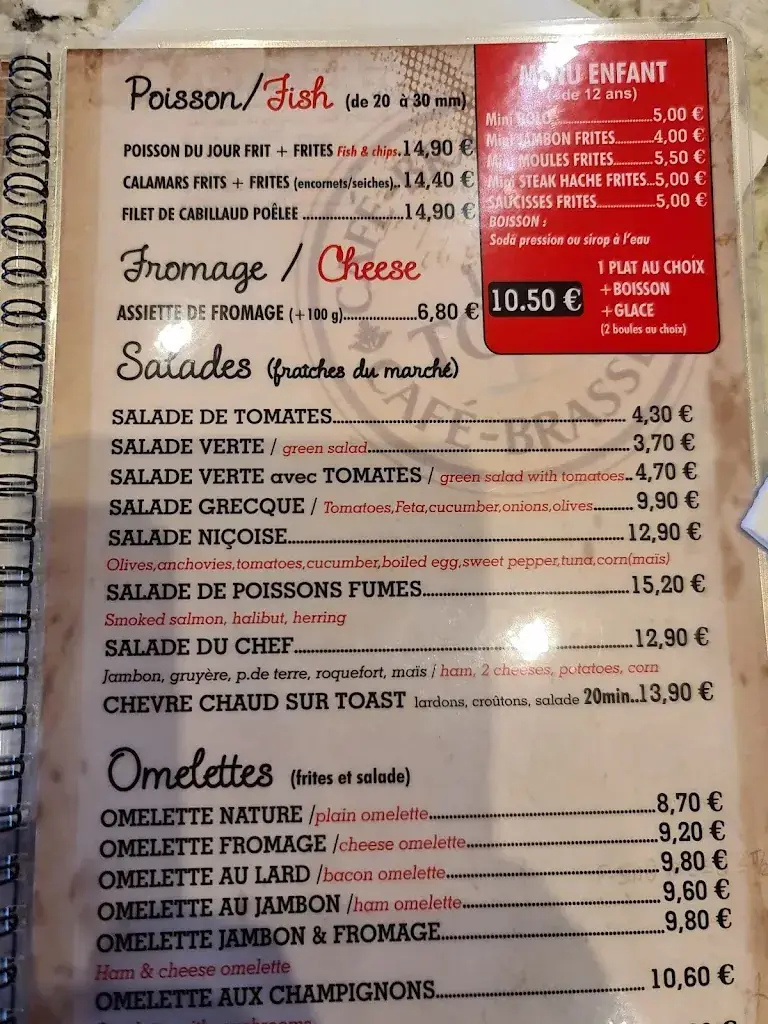 Poisson/Fish (de 20 à 30 mm)
POISSON DU JOUR FRIT + FRITES Fish & chips.14,90 €
CALAMARS FRITS + FRITES (encornets/seiches)..14,40 €
FILET DE CABILLAUD POÊLEE ........................14,90 €
MENU ENFANT
(- de 12 ans)
Mini BOLO........................5,00 €
Mini JAMBON FRITES.........4,00 €
Mini MOULES FRITES.........5,50 €
Mini STEAK HACHE FRITES...5,00 €
SAUCISSES FRITES.............5,00 €
BOISSON :
Soda pression ou sirop à l'eau
10.50 €
1 PLAT AU CHOIX
+BOISSON
+GLACE
(2 boules au choix)
Fromage / Cheese
ASSIETTE DE FROMAGE (+100 g)..................6,80 €
Salades (fraîches du marché)
SALADE DE TOMATES.......................................... 4,30 €
SALADE VERTE / green salad..................................... 3,70 €
SALADE VERTE avec TOMATES / green salad with tomatoes..4,70 €
SALADE GRECQUE / Tomatoes,Feta,cucumber,onions,olives.........9,90 €
SALADE NIÇOISE................................................ 12,90 €
Olives,anchovies,tomatoes,cucumber,boiled egg,sweet pepper,tuna,corn(maïs)
SALADE DE POISSONS FUMES.............................15,20 €
Smoked salmon, halibut, herring
SALADE DU CHEF...............................................12,90 €
Jambon, gruyère, p.de terre, roquefort, maïs / ham, 2 cheeses, potatoes, corn
CHEVRE CHAUD SUR TOAST lardons, croûtons, salade 20min..13,90 €
Omelettes (frites et salade)
OMELETTE NATURE /plain omelette................................8,70 €
OMELETTE FROMAGE /cheese omelette...........................9,20 €
OMELETTE AU LARD /bacon omelette..............................9,80 €
OMELETTE AU JAMBON /ham omelette............................9,60 €
OMELETTE JAMBON & FROMAGE................................9,80 €
Ham & cheese omelette
OMELETTE AUX CHAMPIGNONS............................10,60 €
CAFÉ-BRASSE